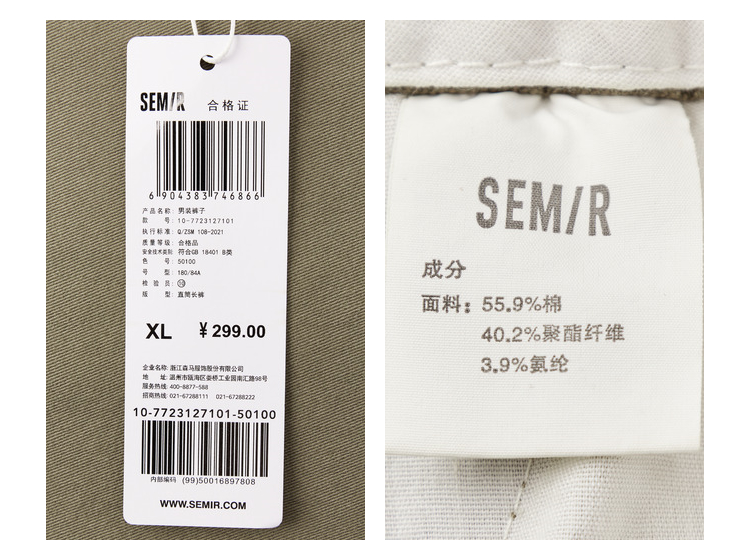 SEM/R 合格证
6 904383 746866
产品名称: 男装裤子
款 号: 10-7723127101
执行标准: Q/ZSM 108-2021
质量等级: 合格品
安全技术类别: 符合GB 18401 B类
色 号: 50100
号 型: 180/84A
检 验 员: ⑩
版 型: 直筒长裤
XL ¥ 299.00
企业名称: 浙江森马服饰股份有限公司
地 址: 温州市瓯海区娄桥工业园南汇路98号
服务热线: 400-8877-588
招商热线: 021-67288111 021-67288222
10-7723127101-50100
内部编码 (99)50016897808
WWW.SEMIR.COM
SEM/R
成分
面料: 55.9%棉
40.2%聚酯纤维
3.9%氨纶